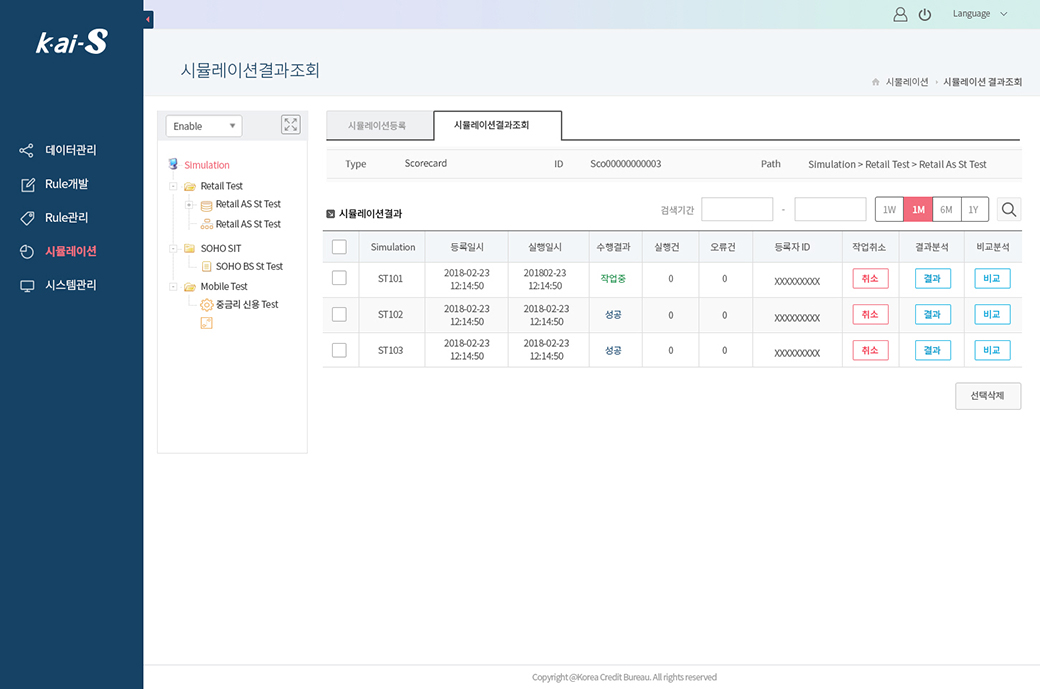 k·ai-S
Language
시뮬레이션결과조회
시뮬레이션 › 시뮬레이션 결과조회
데이터관리
Rule개발
Rule관리
시뮬레이션
시스템관리
Enable
Simulation
Retail Test
Retail AS St Test
Retail AS St Test
SOHO SIT
SOHO BS St Test
Mobile Test
중금리 신용 Test
시뮬레이션등록 시뮬레이션결과조회
Type Scorecard ID Sco00000000003 Path Simulation > Retail Test > Retail As St Test
시뮬레이션결과 검색기간 - 1W 1M 6M 1Y
Simulation 등록일시 실행일시 수행결과 실행건 오류건 등록자 ID 작업취소 결과분석 비교분석
ST101 2018-02-23 12:14:50 20180​2-23 12:14:50 작업중 0 0 XXXXXXXXX 취소 결과 비교
ST102 2018-02-23 12:14:50 2018-02-23 12:14:50 성공 0 0 XXXXXXXXX 취소 결과 비교
ST103 2018-02-23 12:14:50 2018-02-23 12:14:50 성공 0 0 XXXXXXXXX 취소 결과 비교
선택삭제
Copyright @Korea Credit Bureau. All rights reserved